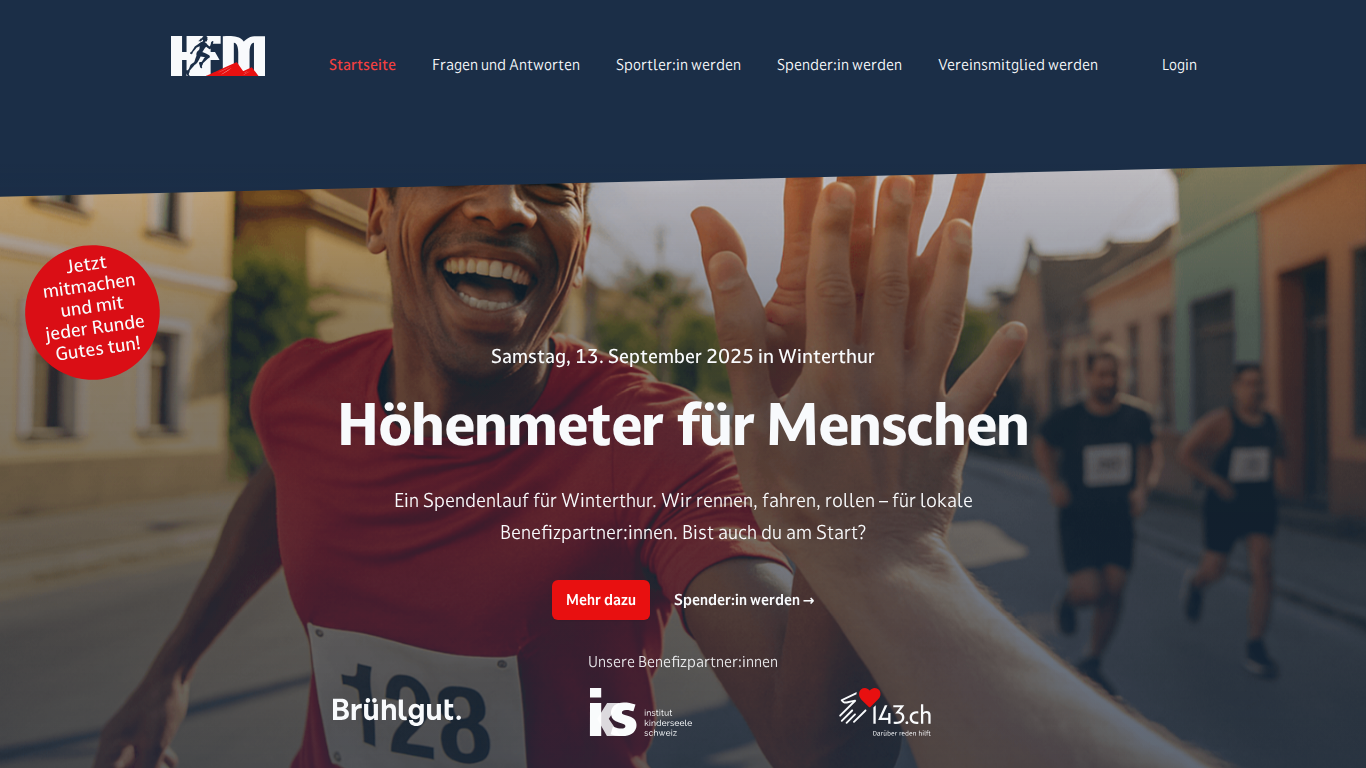 HFM
Startseite
Fragen und Antworten
Sportler:in werden
Spender:in werden
Vereinsmitglied werden
Login
Jetzt
mitmachen
und mit
jeder Runde
Gutes tun!
Samstag, 13. September 2025 in Winterthur
Höhenmeter für Menschen
Ein Spendenlauf für Winterthur. Wir rennen, fahren, rollen – für lokale
Benefizpartner:innen. Bist auch du am Start?
Mehr dazu
Spender:in werden →
Unsere Benefizpartner:innen
128
Brühlgut.
iks
institut
kinderseele
schweiz
143.ch
Darüber reden hilft